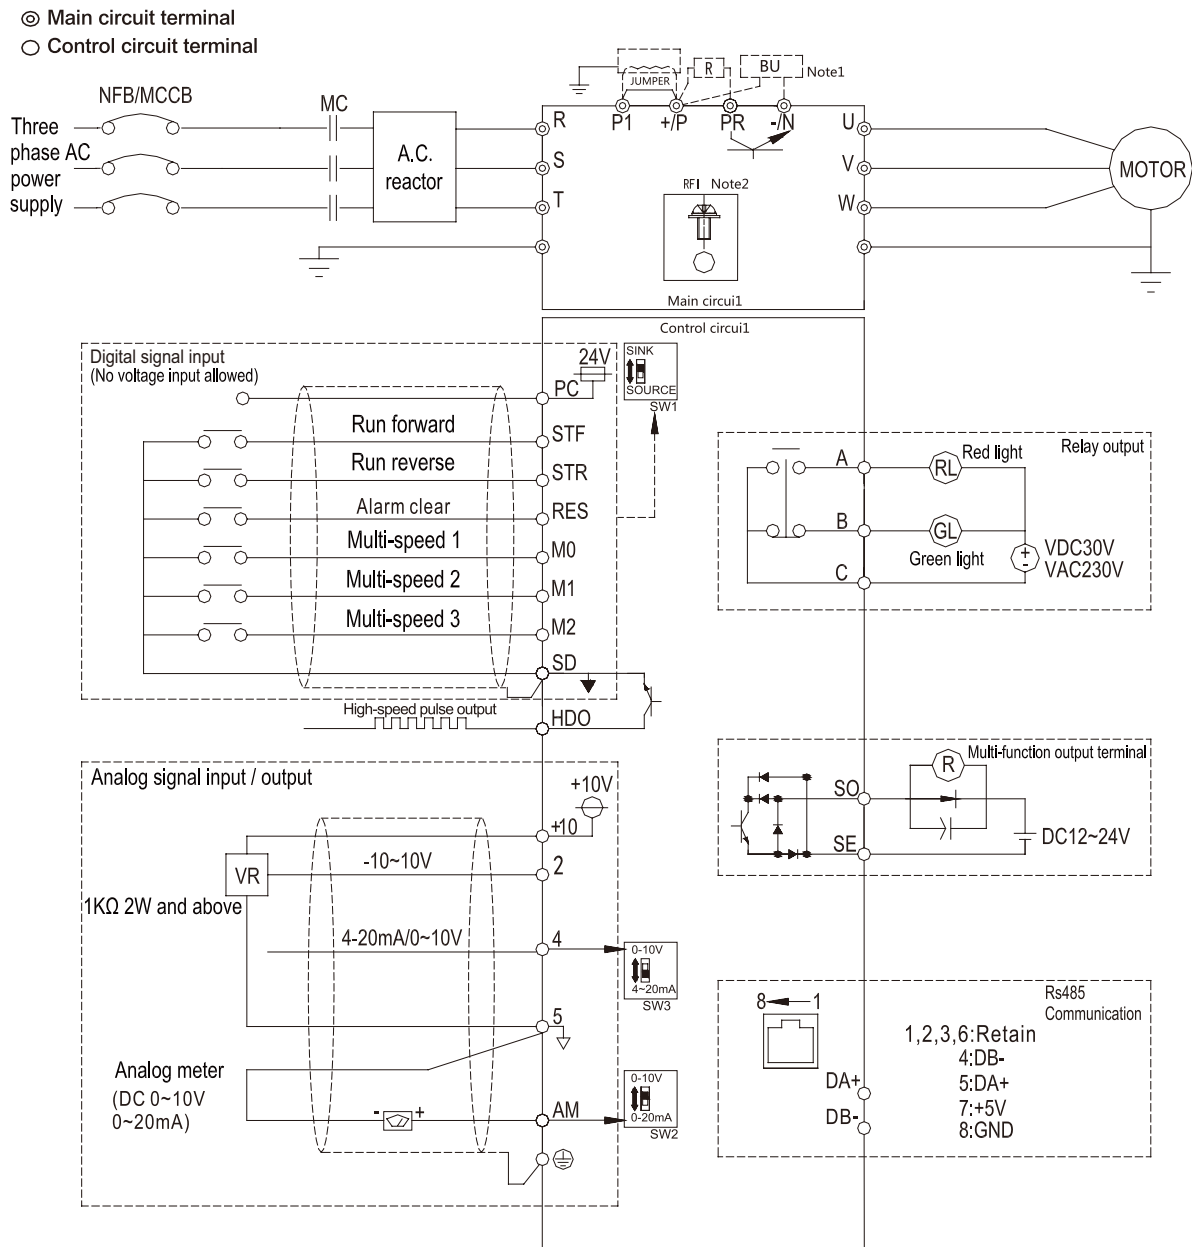 Main circuit terminal
Control circuit terminal
NFB/MCCB
MC
Three
phase AC
power
supply
A.C.
reactor
JUMPER
R
BU
Note1
P1
+/P
PR
-/N
R
S
T
U
V
W
MOTOR
RFI Note2
Main circui1
Control circui1
Digital signal input
(No voltage input allowed)
24V
PC
SINK
SOURCE
SW1
Run forward
STF
Run reverse
STR
Alarm clear
RES
Multi-speed 1
M0
Multi-speed 2
M1
Multi-speed 3
M2
SD
High-speed pulse output
HDO
Relay output
A
RL
Red light
B
GL
Green light
C
+
-
VDC30V
VAC230V
Multi-function output terminal
R
SO
SE
DC12~24V
Analog signal input / output
+10V
+10
-10~10V
2
VR
1KΩ 2W and above
4-20mA/0~10V
4
0-10V
4~20mA
SW3
5
Analog meter
(DC 0~10V
0~20mA)
- +
AM
0-10V
0-20mA
SW2
Rs485
Communication
8 1
1,2,3,6:Retain
4:DB-
5:DA+
7:+5V
8:GND
DA+
DB-